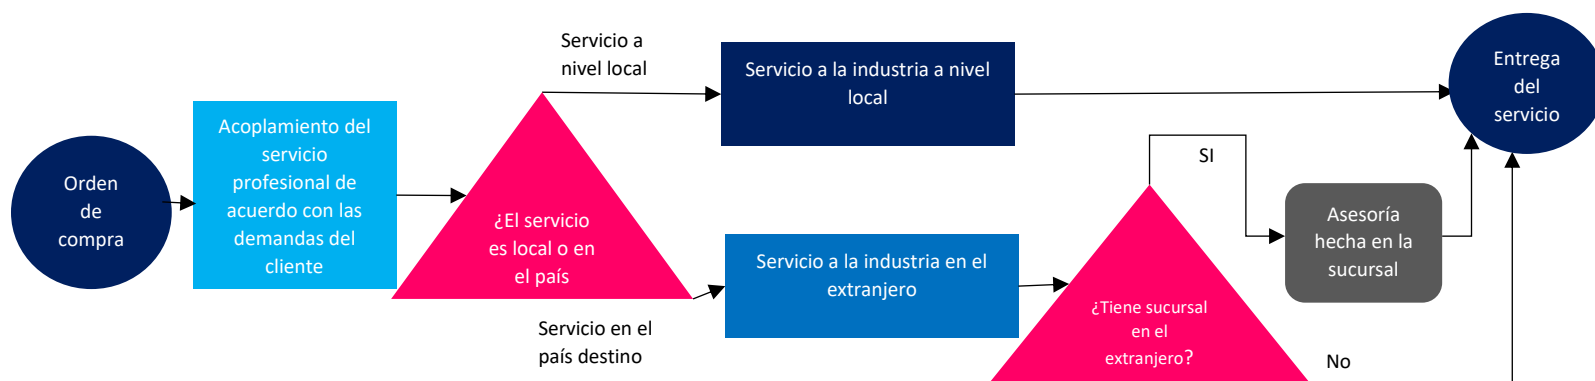 Orden
de
compra
Acoplamiento del
servicio
profesional de
acuerdo con las
demandas del
cliente
¿El servicio
es local o en
el país
Servicio a
nivel local
Servicio a la industria a nivel
local
Servicio en el
país destino
Servicio a la industria en el
extranjero
¿Tiene sucursal
en el
extranjero?
SI
No
Asesoría
hecha en la
sucursal
Entrega
del
servicio